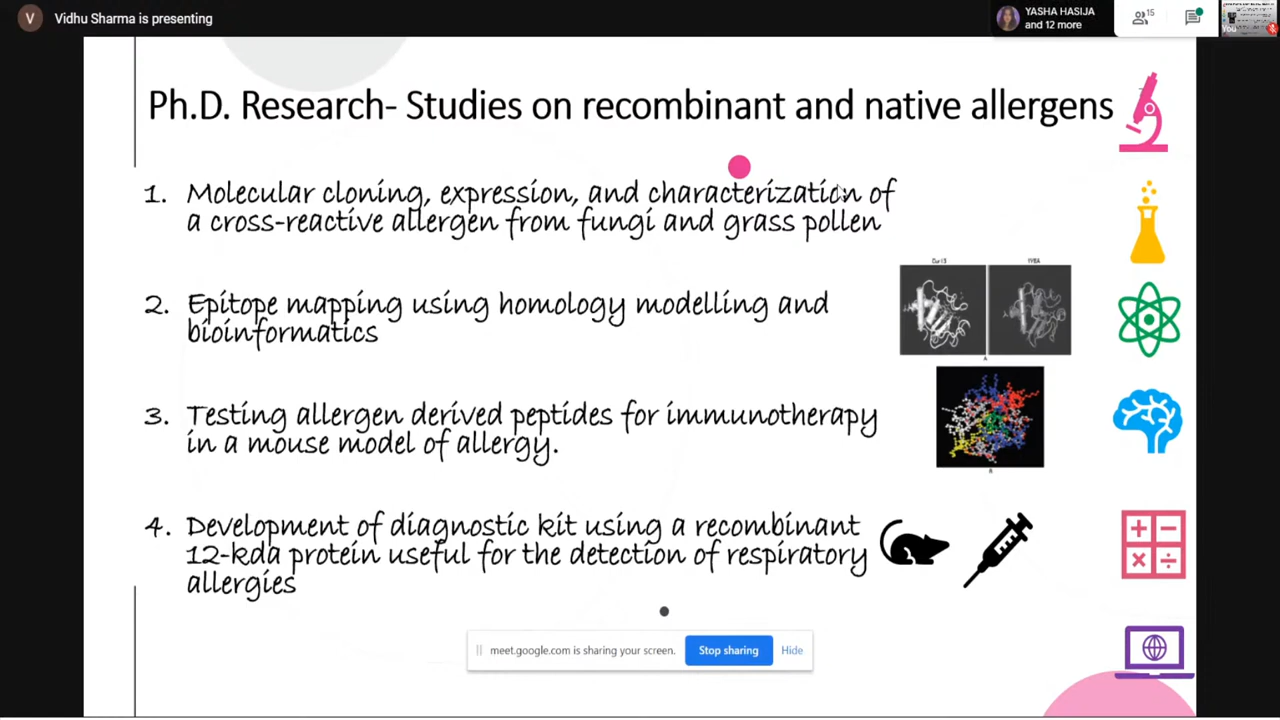 V
Vidhu Sharma is presenting
YASHA HASIJA
and 12 more
15
You
Ph.D. Research- Studies on recombinant and native allergens
1. Molecular cloning, expression, and characterization of
a cross-reactive allergen from fungi and grass pollen
2. Epitope mapping using homology modelling and
bioinformatics
3. Testing allergen derived peptides for immunotherapy
in a mouse model of allergy.
4. Development of diagnostic kit using a recombinant
12-kda protein useful for the detection of respiratory
allergies
meet.google.com is sharing your screen.
Stop sharing
Hide